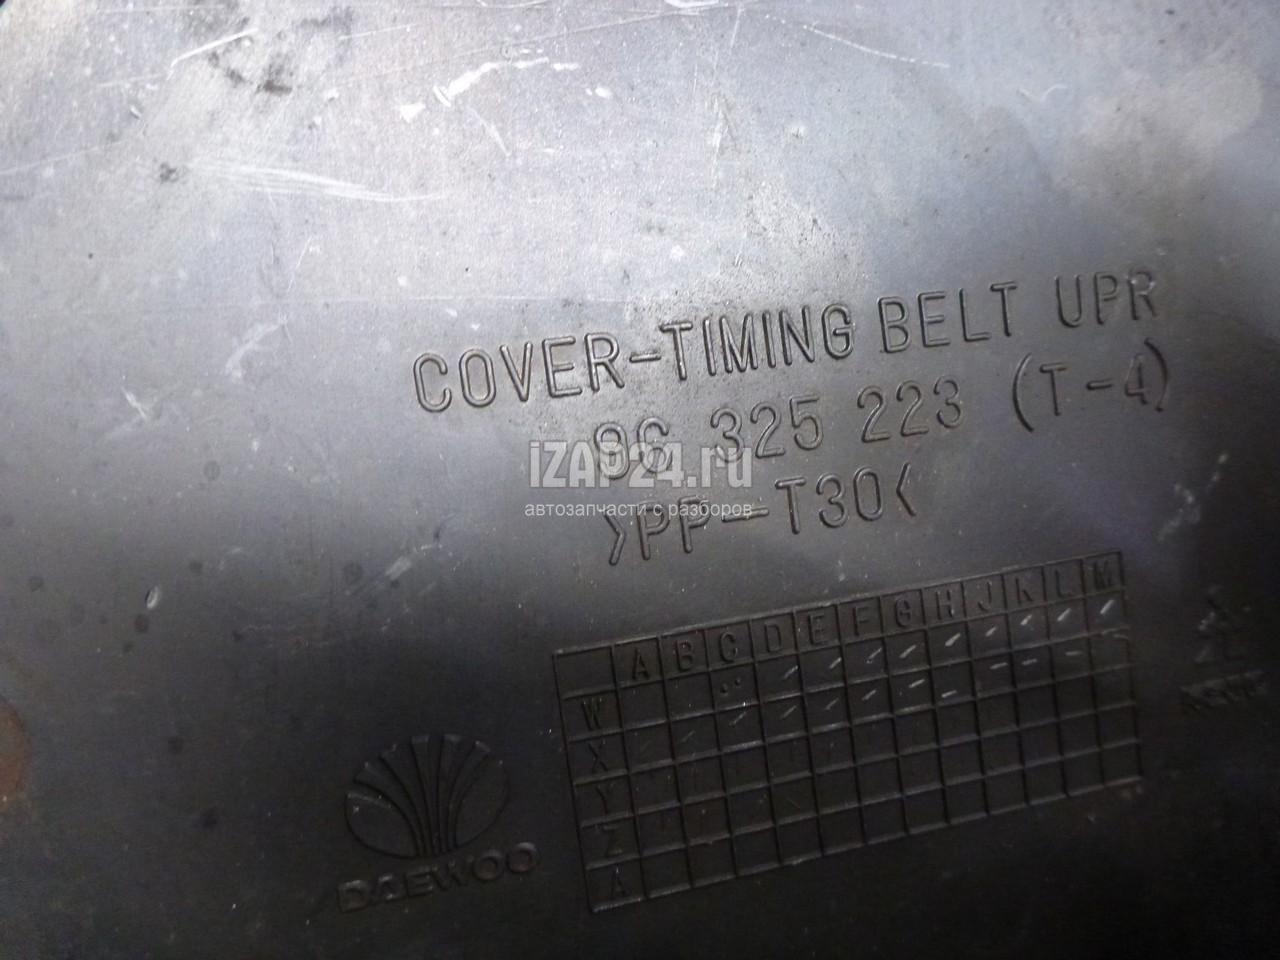 COVER-TIMING BELT UPR
96 325 223 (T-4)
iZAP24.ru
автозапчасти с разборов
>PP-T30<
A B C D E F G H J K L M
W
X
Y
Z
A
DAEWOO